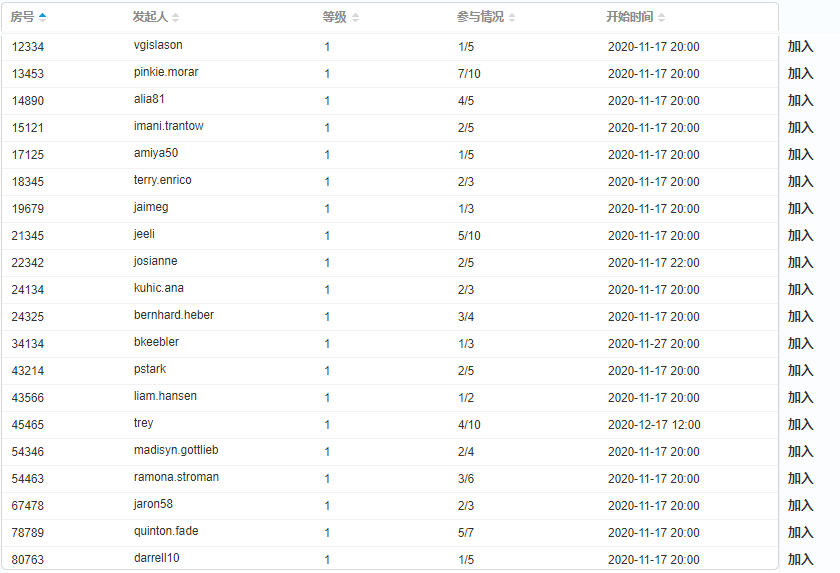 房号 发起人 等级 参与情况 开始时间
12334 vgislason 1 1/5 2020-11-17 20:00 加入
13453 pinkie.morar 1 7/10 2020-11-17 20:00 加入
14890 alia81 1 4/5 2020-11-17 20:00 加入
15121 imani.trantow 1 2/5 2020-11-17 20:00 加入
17125 amiya50 1 1/5 2020-11-17 20:00 加入
18345 terry.enrico 1 2/3 2020-11-17 20:00 加入
19679 jaimeg 1 1/3 2020-11-17 20:00 加入
21345 jeeli 1 5/10 2020-11-17 20:00 加入
22342 josianne 1 2/5 2020-11-17 22:00 加入
24134 kuhic.ana 1 2/3 2020-11-17 20:00 加入
24325 bernhard.heber 1 3/4 2020-11-17 20:00 加入
34134 bkeebler 1 1/3 2020-11-27 20:00 加入
43214 pstark 1 2/5 2020-11-17 20:00 加入
43566 liam.hansen 1 1/2 2020-11-17 20:00 加入
45465 trey 1 4/10 2020-12-17 12:00 加入
54346 madisyn.gottlieb 1 2/4 2020-11-17 20:00 加入
54463 ramona.stroman 1 3/6 2020-11-17 20:00 加入
67478 jaron58 1 2/3 2020-11-17 20:00 加入
78789 quinton.fade 1 5/7 2020-11-17 20:00 加入
80763 darrell10 1 1/5 2020-11-17 20:00 加入